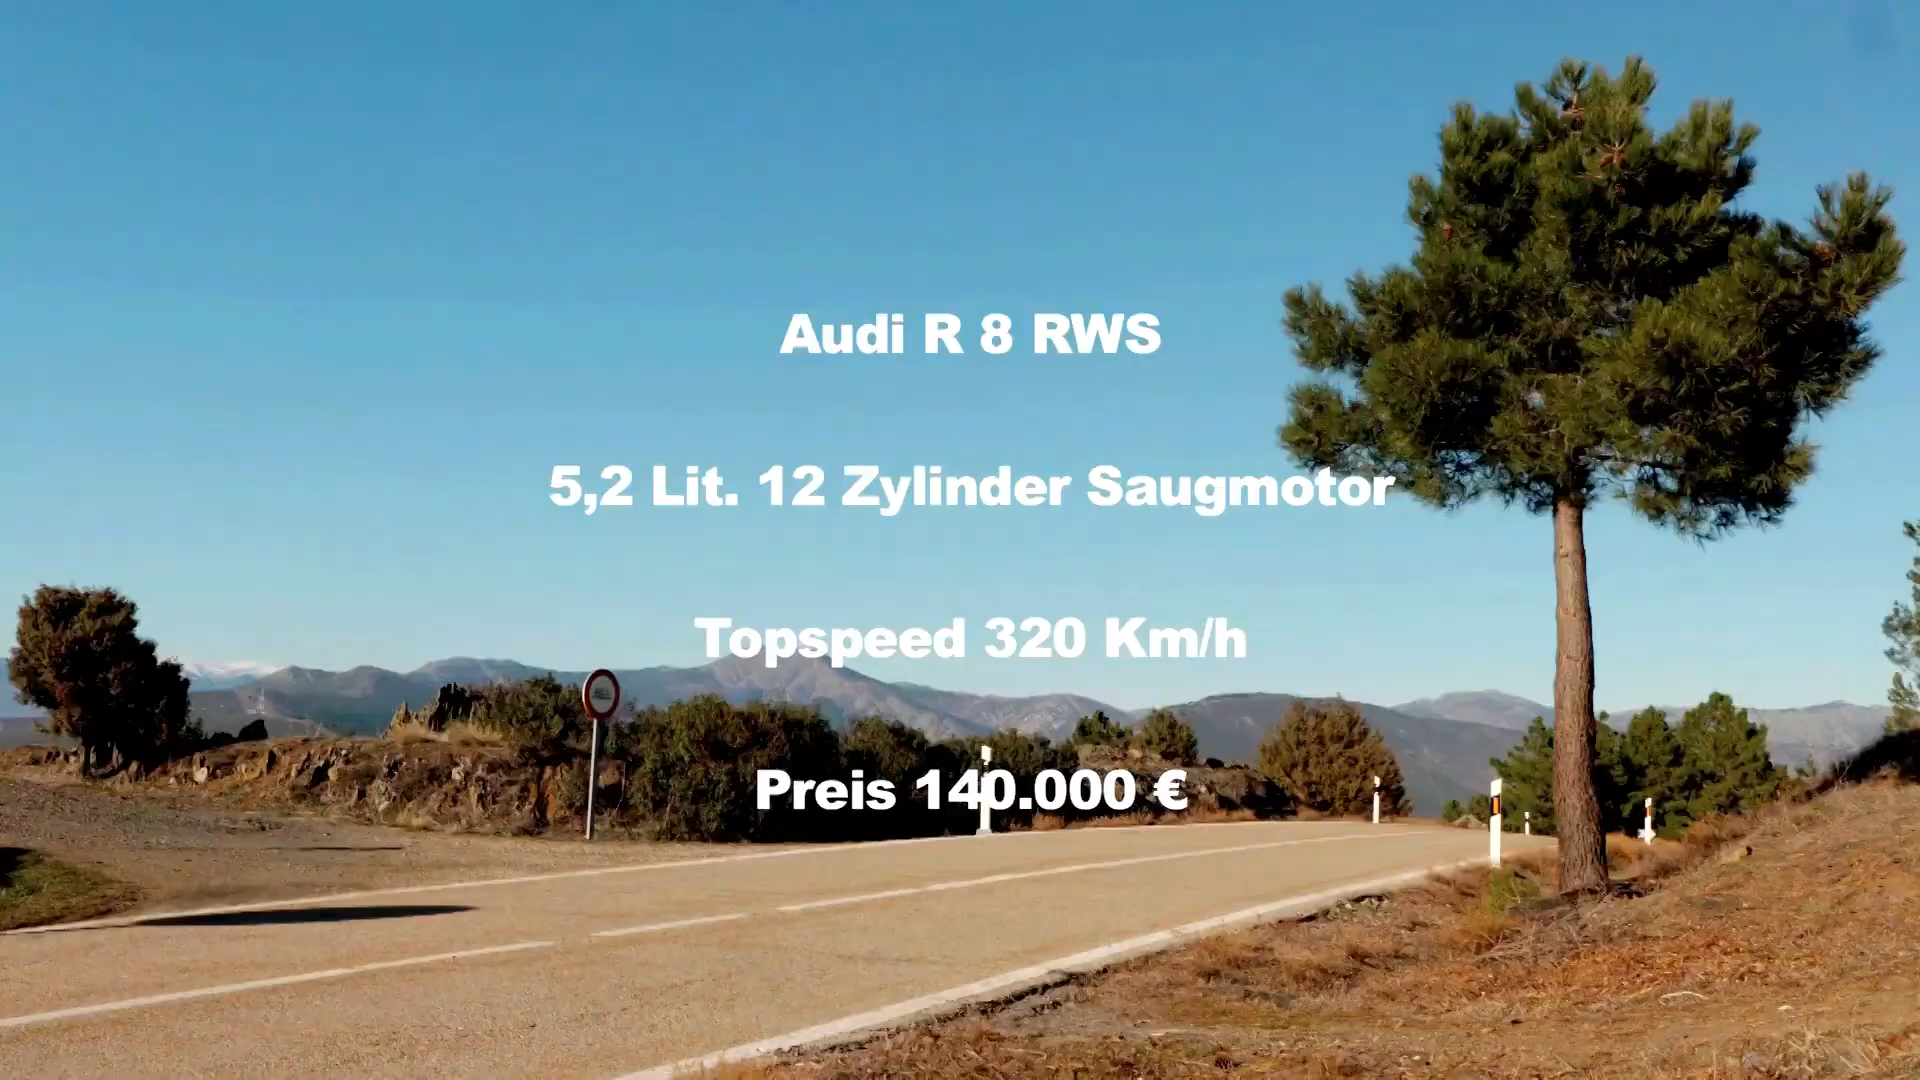 Audi R 8 RWS
5,2 Lit. 12 Zylinder Saugmotor
Topspeed 320 Km/h
Preis 140.000 €